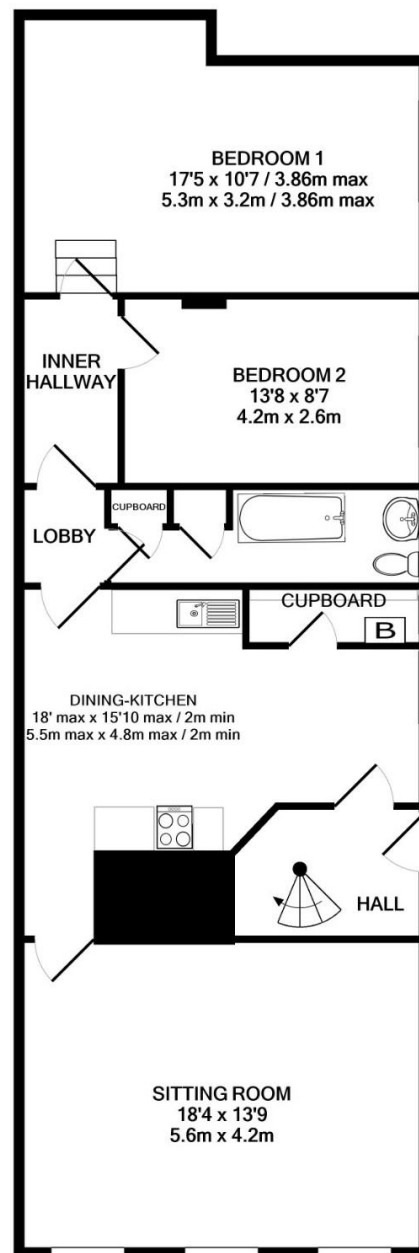 BEDROOM 1
17'5 x 10'7 / 3.86m max
5.3m x 3.2m / 3.86m max
INNER
HALLWAY
BEDROOM 2
13'8 x 8'7
4.2m x 2.6m
CUPBOARD
LOBBY
CUPBOARD
B
DINING-KITCHEN
18' max x 15'10 max / 2m min
5.5m max x 4.8m max / 2m min
HALL
SITTING ROOM
18'4 x 13'9
5.6m x 4.2m